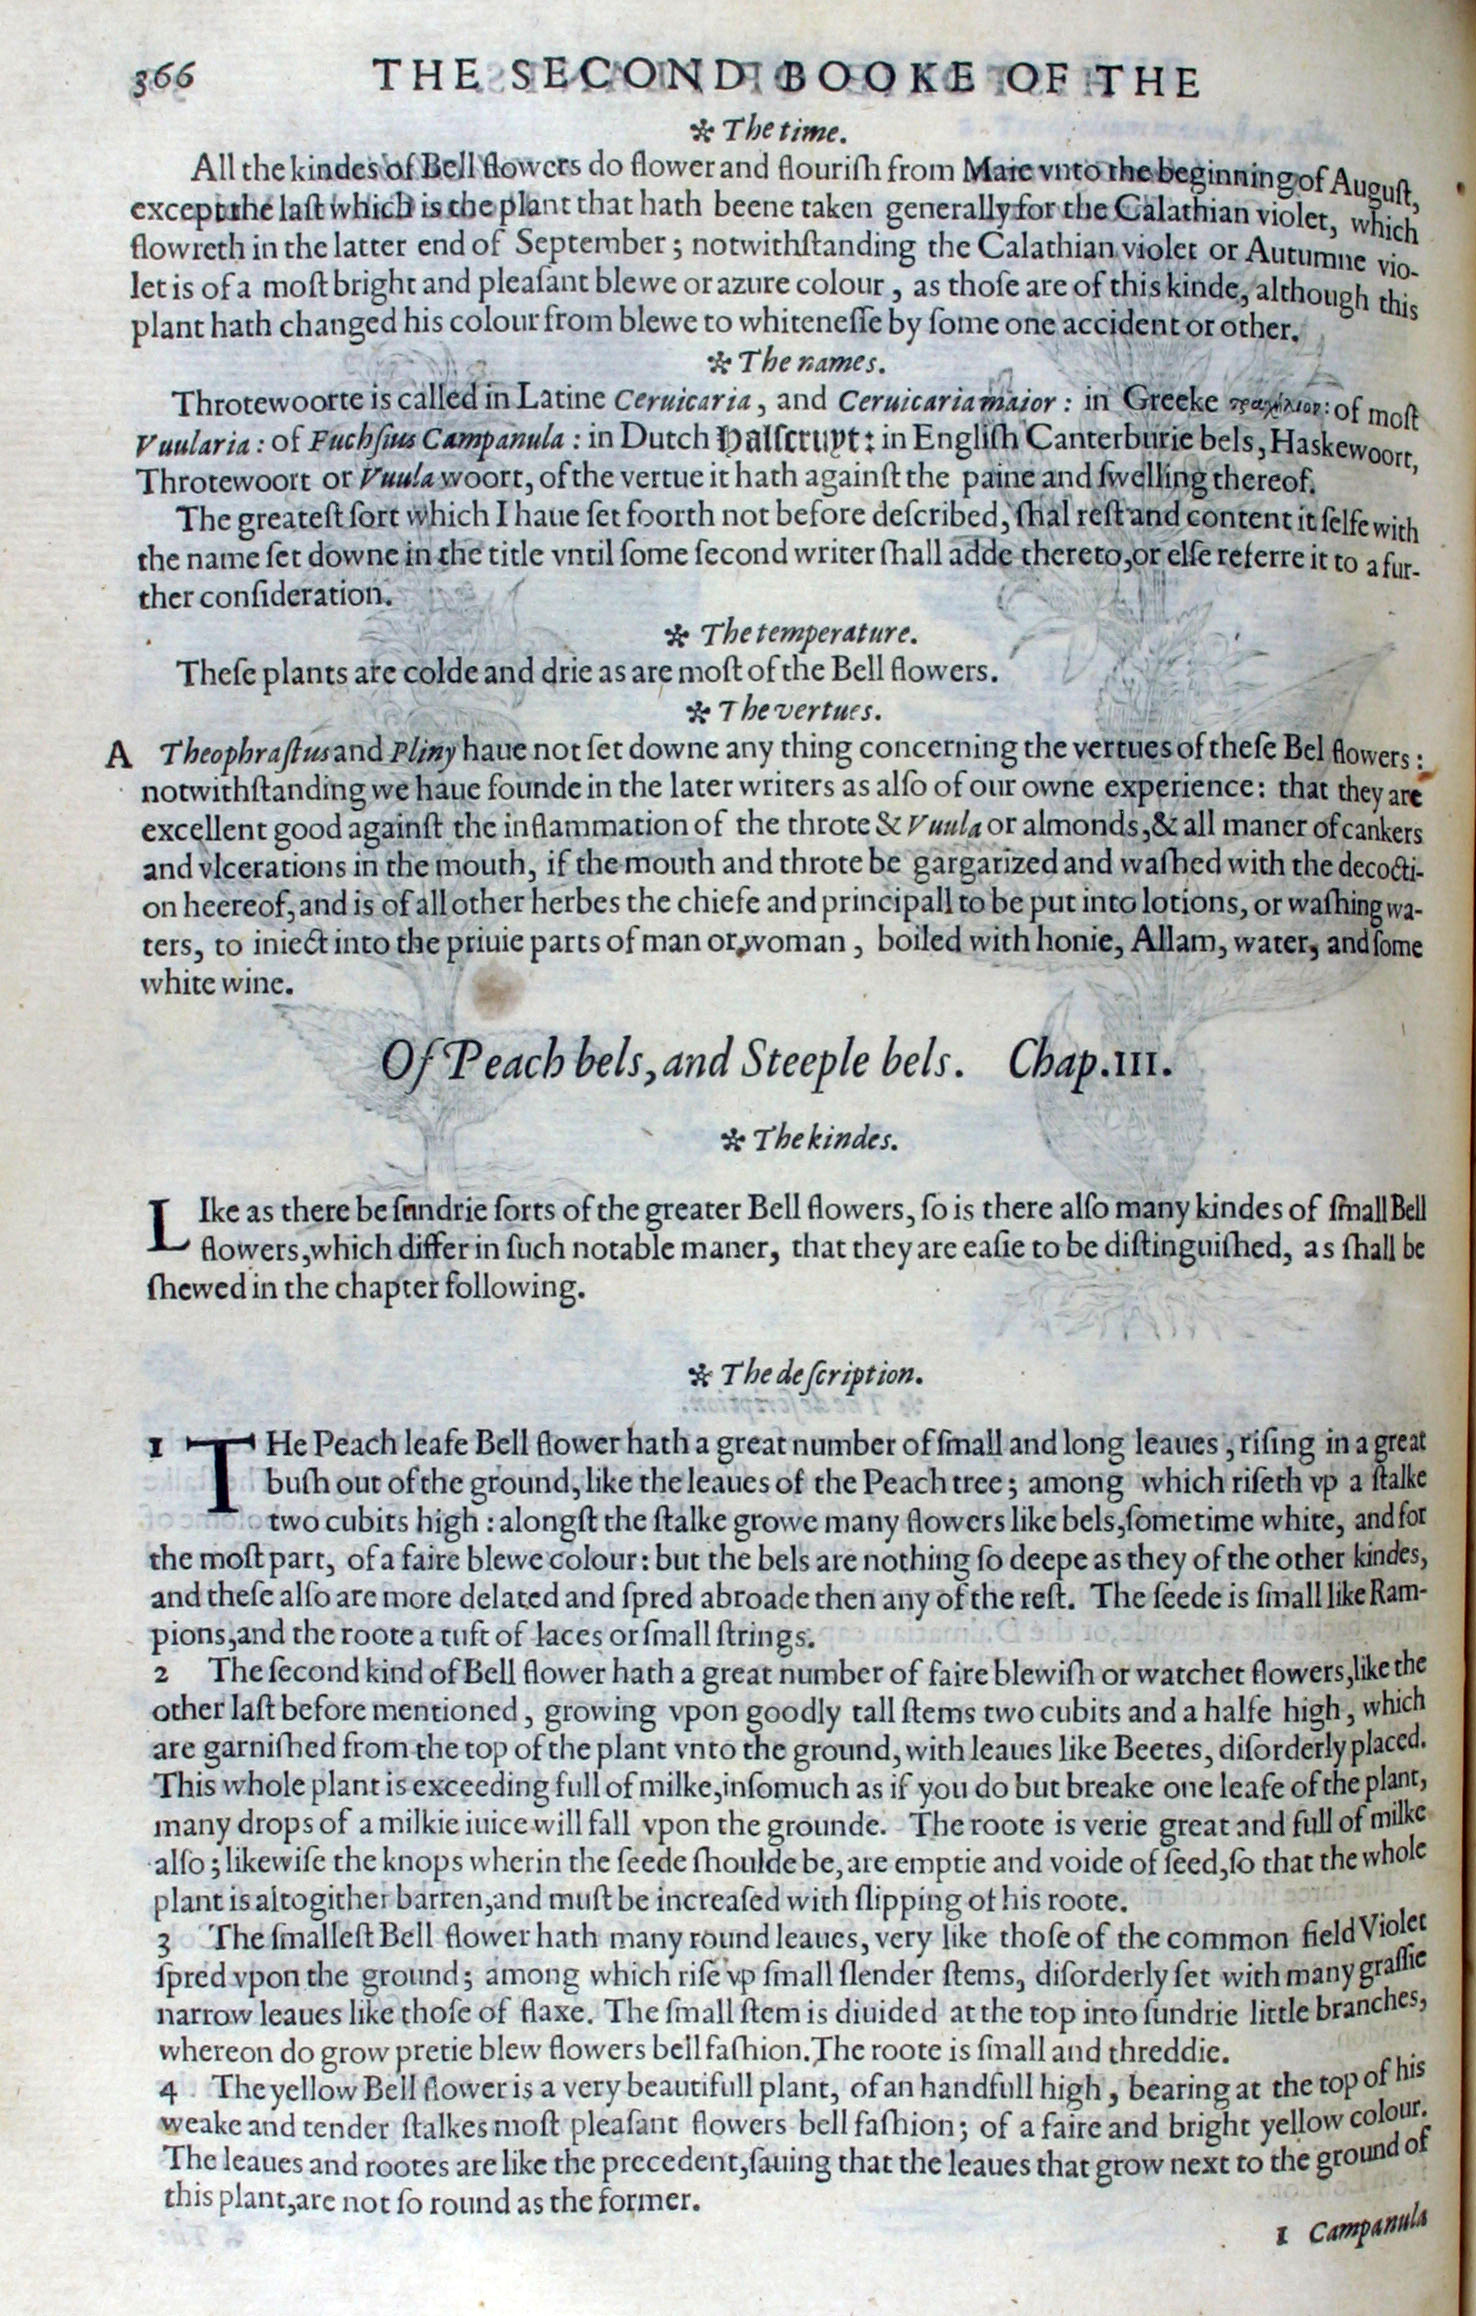 366 THE SECOND BOOKE OF THE
✲ The time.
All the kindes of Bell flowers do flower and flouriſh from Maie vnto the beginning of Auguſt,
except the laſt which is the plant that hath beene taken generally for the Calathian violet, which
flowreth in the latter end of September; notwithſtanding the Calathian violet or Autumne vio-
let is of a moſt bright and pleaſant blewe or azure colour, as thoſe are of this kinde, although this
plant hath changed his colour from blewe to whiteneſſe by ſome one accident or other.
✲ The names.
Throtewoorte is called in Latine Ceruicaria, and Ceruicaria maior: in Greeke τραχήλιον: of moſt
Vuularia: of Fuchſius Campanula: in Dutch Halſcruyt: in Engliſh Canterburie bels, Haskewoort,
Throtewoort or Vuula woort, of the vertue it hath againſt the paine and ſwelling thereof.
The greateſt ſort which I haue ſet foorth not before deſcribed, ſhal reſt and content it ſelfe with
the name ſet downe in the title vntil ſome ſecond writer ſhall adde thereto, or elſe referre it to a fur-
ther conſideration.
✲ The temperature.
Theſe plants are colde and drie as are moſt of the Bell flowers.
✲ The vertues.
A Theophraſtus and Pliny haue not ſet downe any thing concerning the vertues of theſe Bel flowers:
notwithſtanding we haue founde in the later writers as alſo of our owne experience: that they are
excellent good againſt the inflammation of the throte & Vuula or almonds, & all maner of cankers
and vlcerations in the mouth, if the mouth and throte be gargarized and waſhed with the decocti-
on heereof, and is of all other herbes the chiefe and principall to be put into lotions, or waſhing wa-
ters, to iniect into the priuie parts of man or woman, boiled with honie, Allam, water, and ſome
white wine.
Of Peach bels, and Steeple bels. Chap. III.
✲ The kindes.
LIke as there be ſundrie ſorts of the greater Bell flowers, ſo is there alſo many kindes of ſmall Bell
flowers, which differ in ſuch notable maner, that they are eaſie to be diſtinguiſhed, as ſhall be
ſhewed in the chapter following.
✲ The deſcription.
1 THe Peach leafe Bell flower hath a great number of ſmall and long leaues, riſing in a great
buſh out of the ground, like the leaues of the Peach tree; among which riſeth vp a ſtalke
two cubits high: alongſt the ſtalke growe many flowers like bels, ſometime white, and for
the moſt part, of a faire blewe colour: but the bels are nothing ſo deepe as they of the other kindes,
and theſe alſo are more delated and ſpred abroade then any of the reſt. The ſeede is ſmall like Ram-
pions, and the roote a tuft of laces or ſmall ſtrings.
2 The ſecond kind of Bell flower hath a great number of faire blewiſh or watchet flowers, like the
other laſt before mentioned, growing vpon goodly tall ſtems two cubits and a halfe high, which
are garniſhed from the top of the plant vnto the ground, with leaues like Beetes, diſorderly placed.
This whole plant is exceeding full of milke, inſomuch as if you do but breake one leafe of the plant,
many drops of a milkie iuice will fall vpon the grounde. The roote is verie great and full of milke
alſo; likewiſe the knops wherin the ſeede ſhoulde be, are emptie and voide of ſeed, ſo that the whole
plant is altogither barren, and muſt be increaſed with ſlipping of his roote.
3 The ſmalleſt Bell flower hath many round leaues, very like thoſe of the common field Violet
ſpred vpon the ground; among which riſe vp ſmall ſlender ſtems, diſorderly ſet with many graſſie
narrow leaues like thoſe of flaxe. The ſmall ſtem is diuided at the top into ſundrie little branches,
whereon do grow pretie blew flowers bell faſhion. The roote is ſmall and threddie.
4 The yellow Bell flower is a very beautifull plant, of an handfull high, bearing at the top of his
weake and tender ſtalkes moſt pleaſant flowers bell faſhion; of a faire and bright yellow colour.
The leaues and rootes are like the precedent, ſauing that the leaues that grow next to the ground of
this plant, are not ſo round as the former.
1 Campanula